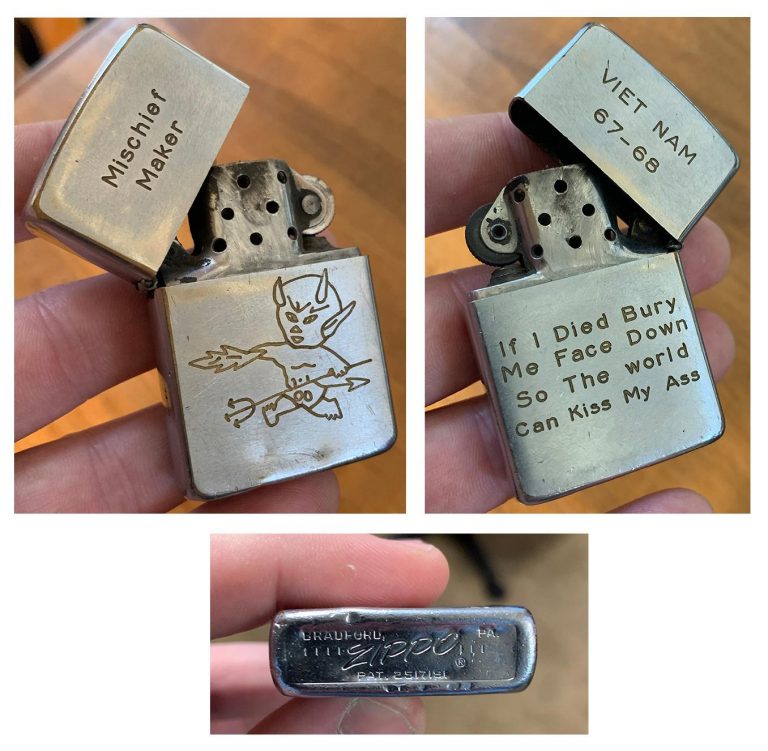 Mischief
Maker
VIET NAM
67-68
If I Died Bury
Me Face Down
So The world
Can Kiss My Ass
BRADFORD, PA.
ZIPPO ®
PAT. 2517191